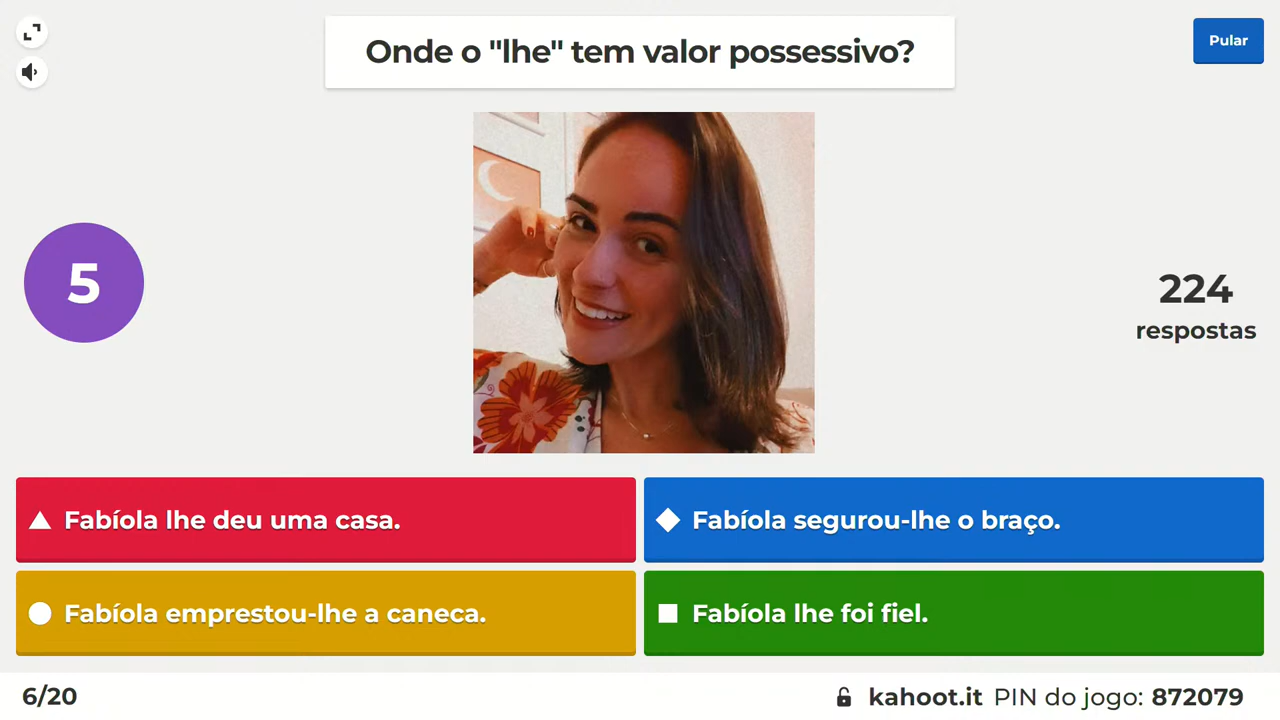 Onde o "lhe" tem valor possessivo?
Pular
5
224
respostas
Fabíola lhe deu uma casa.
Fabíola segurou-lhe o braço.
Fabíola emprestou-lhe a caneca.
Fabíola lhe foi fiel.
6/20
kahoot.it PIN do jogo: 872079